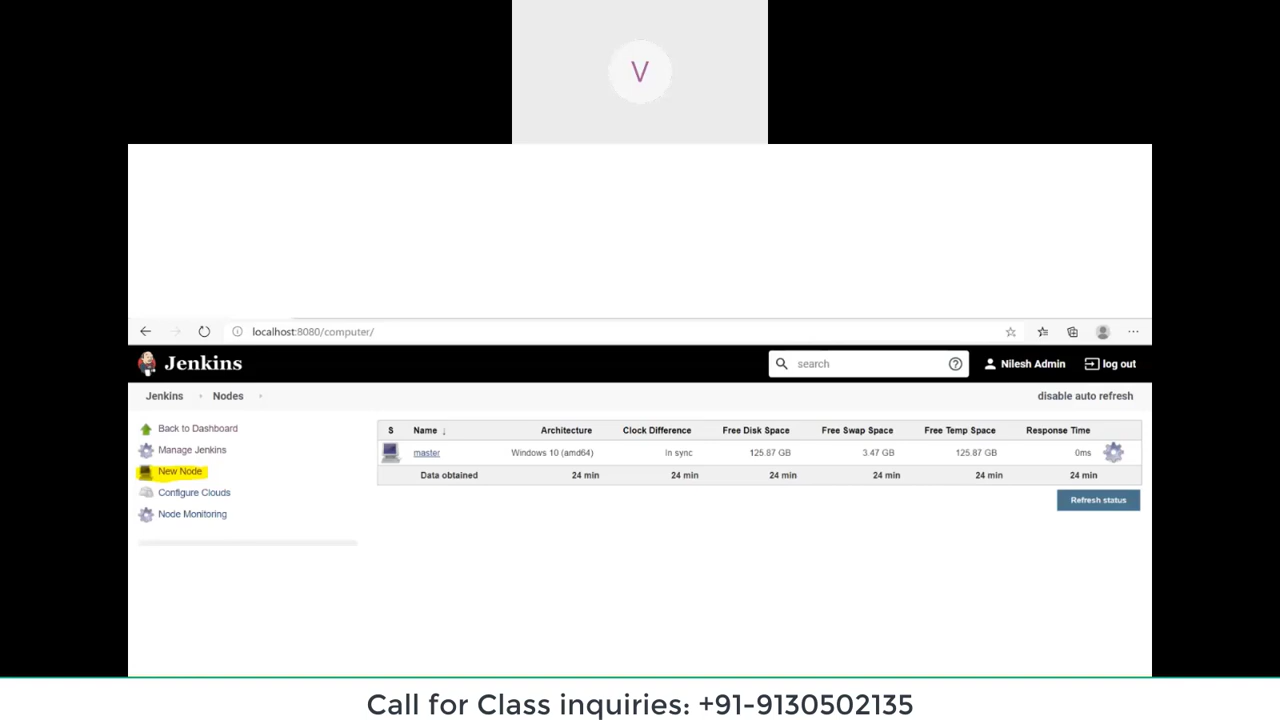 V
localhost:8080/computer/
Jenkins
search
Nilesh Admin
log out
Jenkins Nodes
disable auto refresh
Back to Dashboard
Manage Jenkins
New Node
Configure Clouds
Node Monitoring
S Name ↓ Architecture Clock Difference Free Disk Space Free Swap Space Free Temp Space Response Time
master Windows 10 (amd64) In sync 125.87 GB 3.47 GB 125.87 GB 0ms
Data obtained 24 min 24 min 24 min 24 min 24 min 24 min
Refresh status
Call for Class inquiries: +91-9130502135